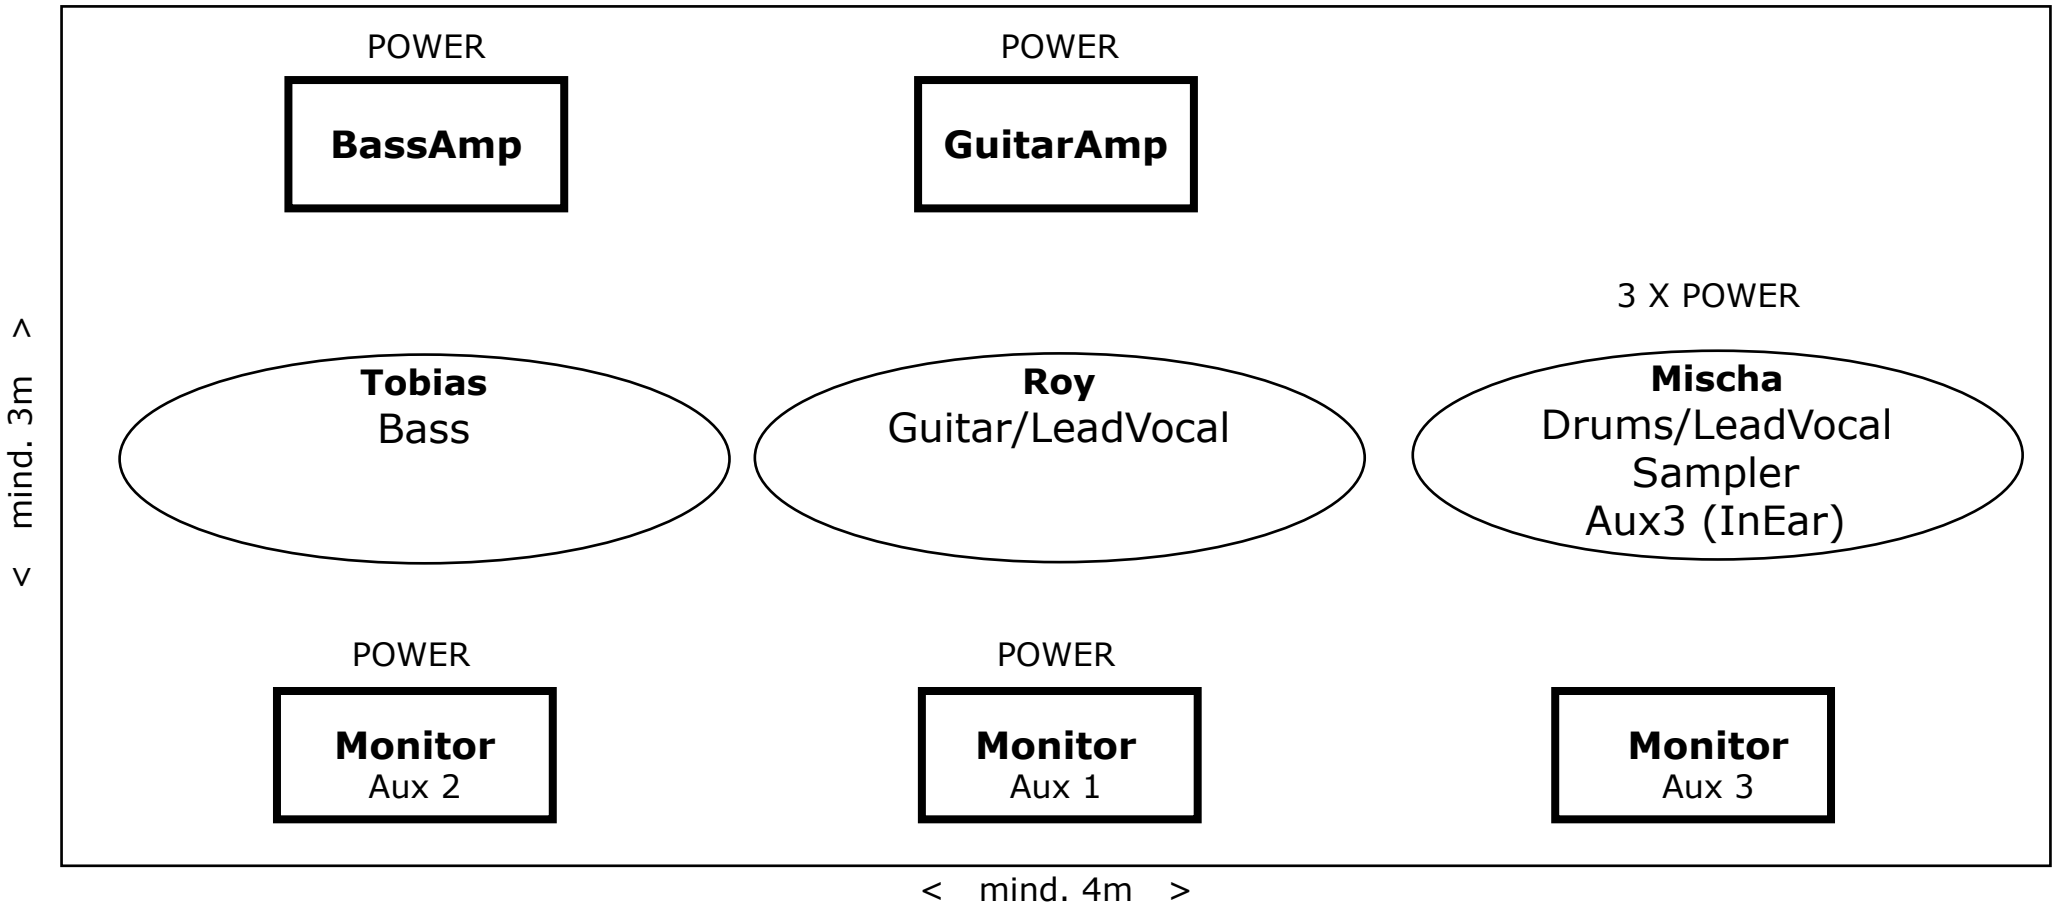 POWER
POWER
BassAmp
GuitarAmp
3 X POWER
< mind. 3m >
Tobias
Bass
Roy
Guitar/LeadVocal
Mischa
Drums/LeadVocal
Sampler
Aux3 (InEar)
POWER
POWER
Monitor
Aux 2
Monitor
Aux 1
Monitor
Aux 3
< mind. 4m >